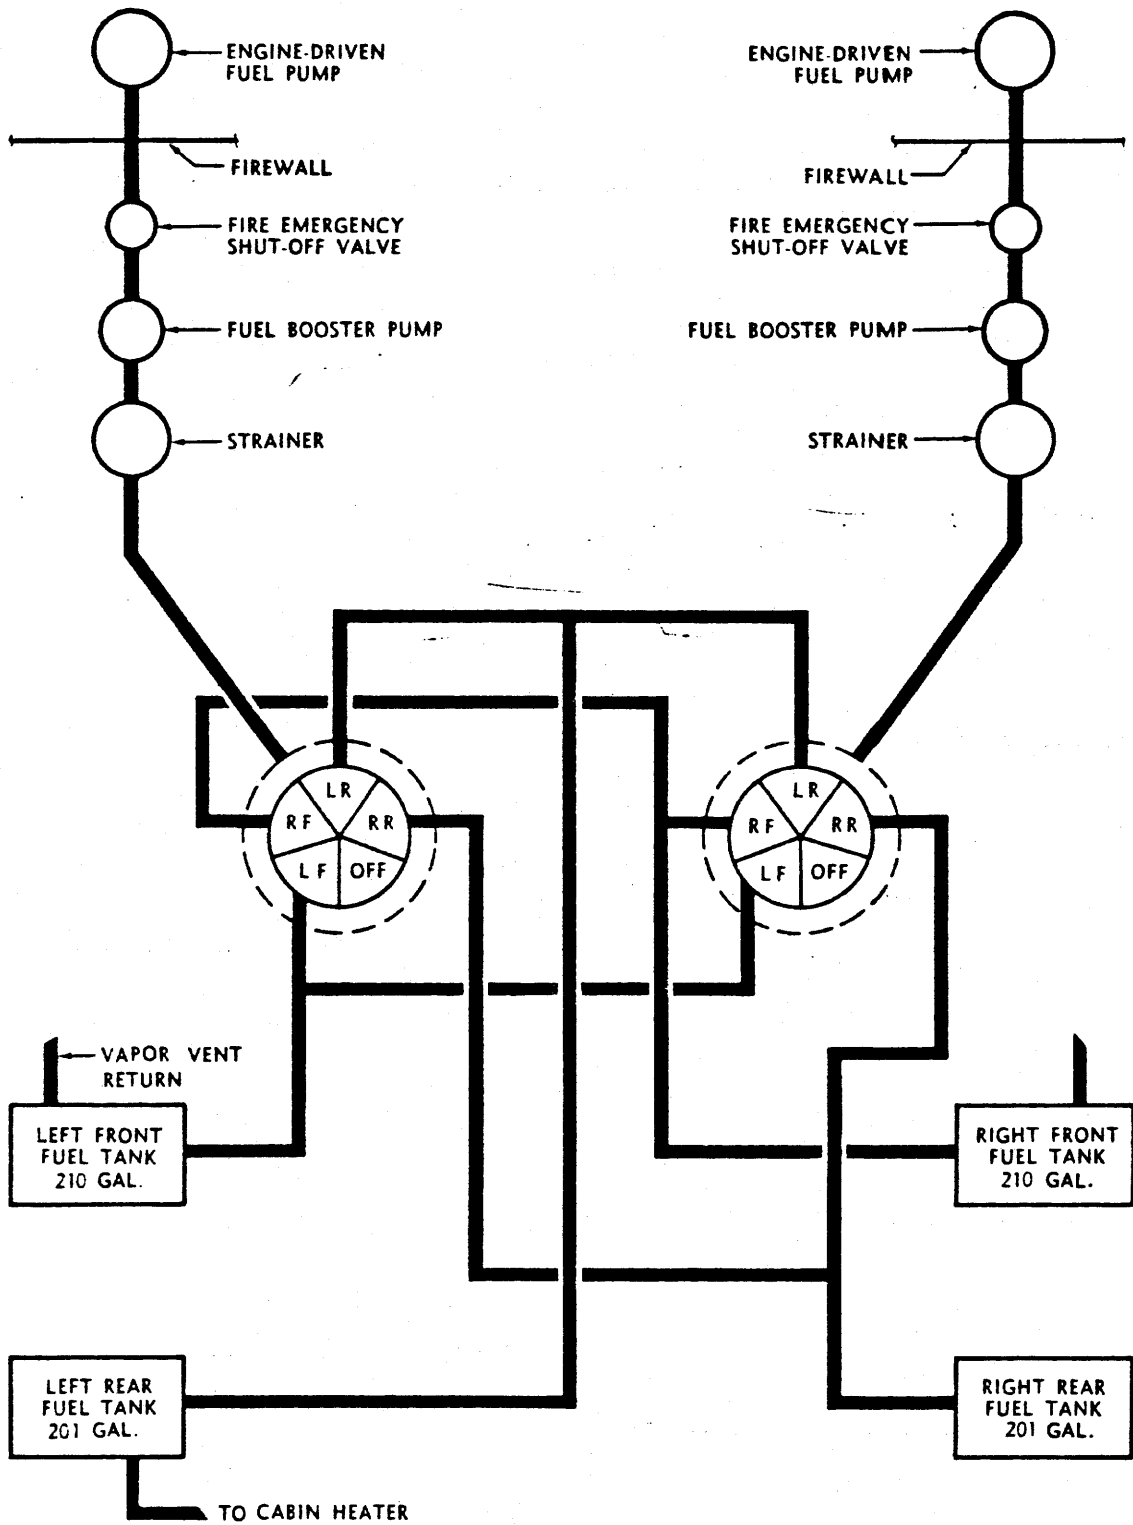 ENGINE-DRIVEN
FUEL PUMP
ENGINE-DRIVEN
FUEL PUMP
FIREWALL
FIREWALL
FIRE EMERGENCY
SHUT-OFF VALVE
FIRE EMERGENCY
SHUT-OFF VALVE
FUEL BOOSTER PUMP
FUEL BOOSTER PUMP
STRAINER
STRAINER
LR
RF
RR
LF
OFF
LR
RF
RR
LF
OFF
VAPOR VENT
RETURN
LEFT FRONT
FUEL TANK
210 GAL.
RIGHT FRONT
FUEL TANK
210 GAL.
LEFT REAR
FUEL TANK
201 GAL.
RIGHT REAR
FUEL TANK
201 GAL.
TO CABIN HEATER